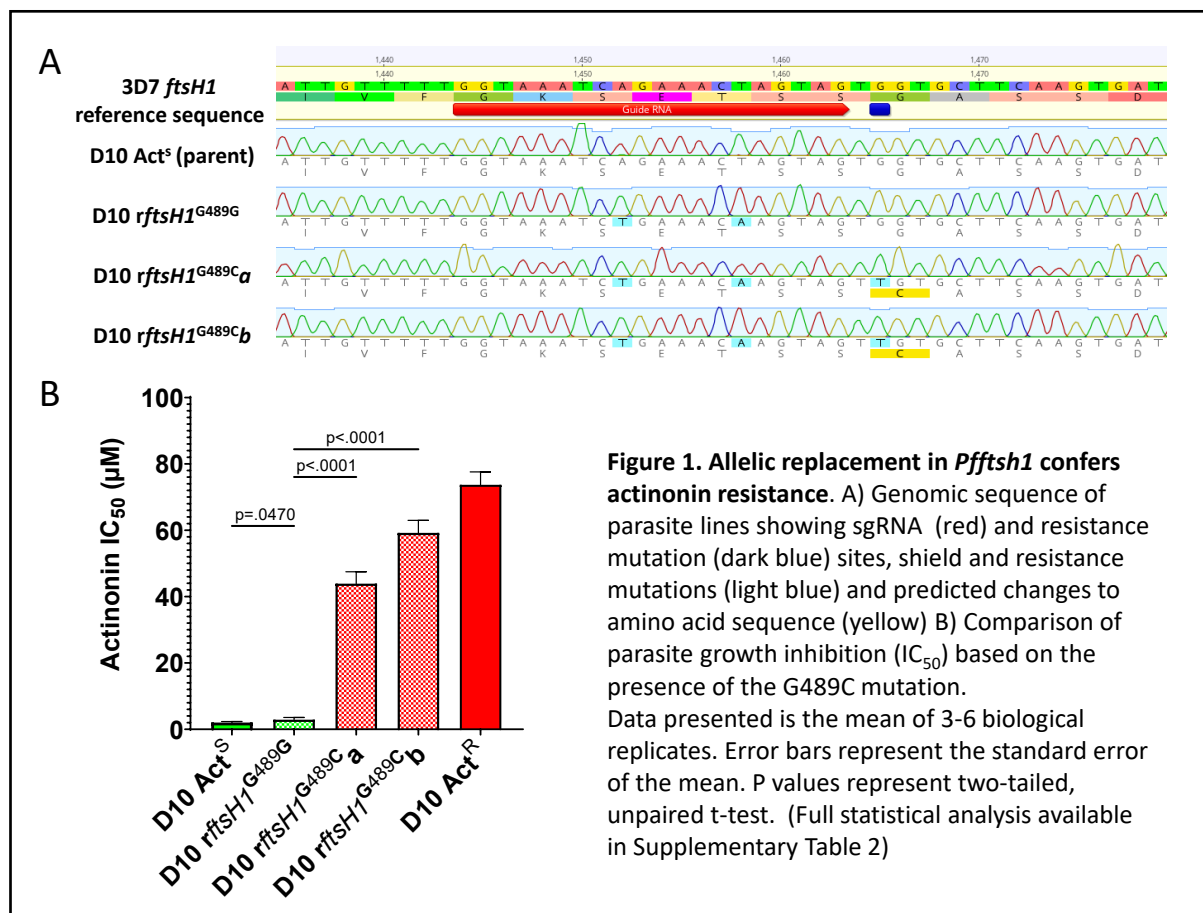 A
1,440 1,450 1,460 1,470
3D7 ftsH1
reference sequence
A T T G T T T T T G G T A A A T C A G A A A C T A G T A G T G G T G C T T C A A G T G A T
I V F G K S E T S S G A S S D
Guide RNA
D10 Actˢ (parent)
A T T G T T T T T G G T A A A T C A G A A A C T A G T A G T G G T G C T T C A A G T G A T
I V F G K S E T S S G A S S D
D10 rftsH1ᴳ⁴⁸⁹ᴳ
A T T G T T T T T G G T A A A T C T G A A A C A A G T A G T G G T G C T T C A A G T G A T
I V F G K S E T S S G A S S D
D10 rftsH1ᴳ⁴⁸⁹ᶜa
A T T G T T T T T G G T A A A T C T G A A A C A A G T A G T T G T G C T T C A A G T G A T
I V F G K S E T S S C A S S D
D10 rftsH1ᴳ⁴⁸⁹ᶜb
A T T G T T T T T G G T A A A T C T G A A A C A A G T A G T T G T G C T T C A A G T G A T
I V F G K S E T S S C A S S D
B
Actinonin IC₅₀ (µM)
100
80
60
40
20
0
p<.0001
p<.0001
p=.0470
D10 Actˢ
D10 rftsH1ᴳ⁴⁸⁹ᴳ
D10 rftsH1ᴳ⁴⁸⁹ᶜa
D10 rftsH1ᴳ⁴⁸⁹ᶜb
D10 Actᴿ
Figure 1. Allelic replacement in Pfftsh1 confers
actinonin resistance. A) Genomic sequence of
parasite lines showing sgRNA (red) and resistance
mutation (dark blue) sites, shield and resistance
mutations (light blue) and predicted changes to
amino acid sequence (yellow) B) Comparison of
parasite growth inhibition (IC₅₀) based on the
presence of the G489C mutation.
Data presented is the mean of 3-6 biological
replicates. Error bars represent the standard error
of the mean. P values represent two-tailed,
unpaired t-test. (Full statistical analysis available
in Supplementary Table 2)